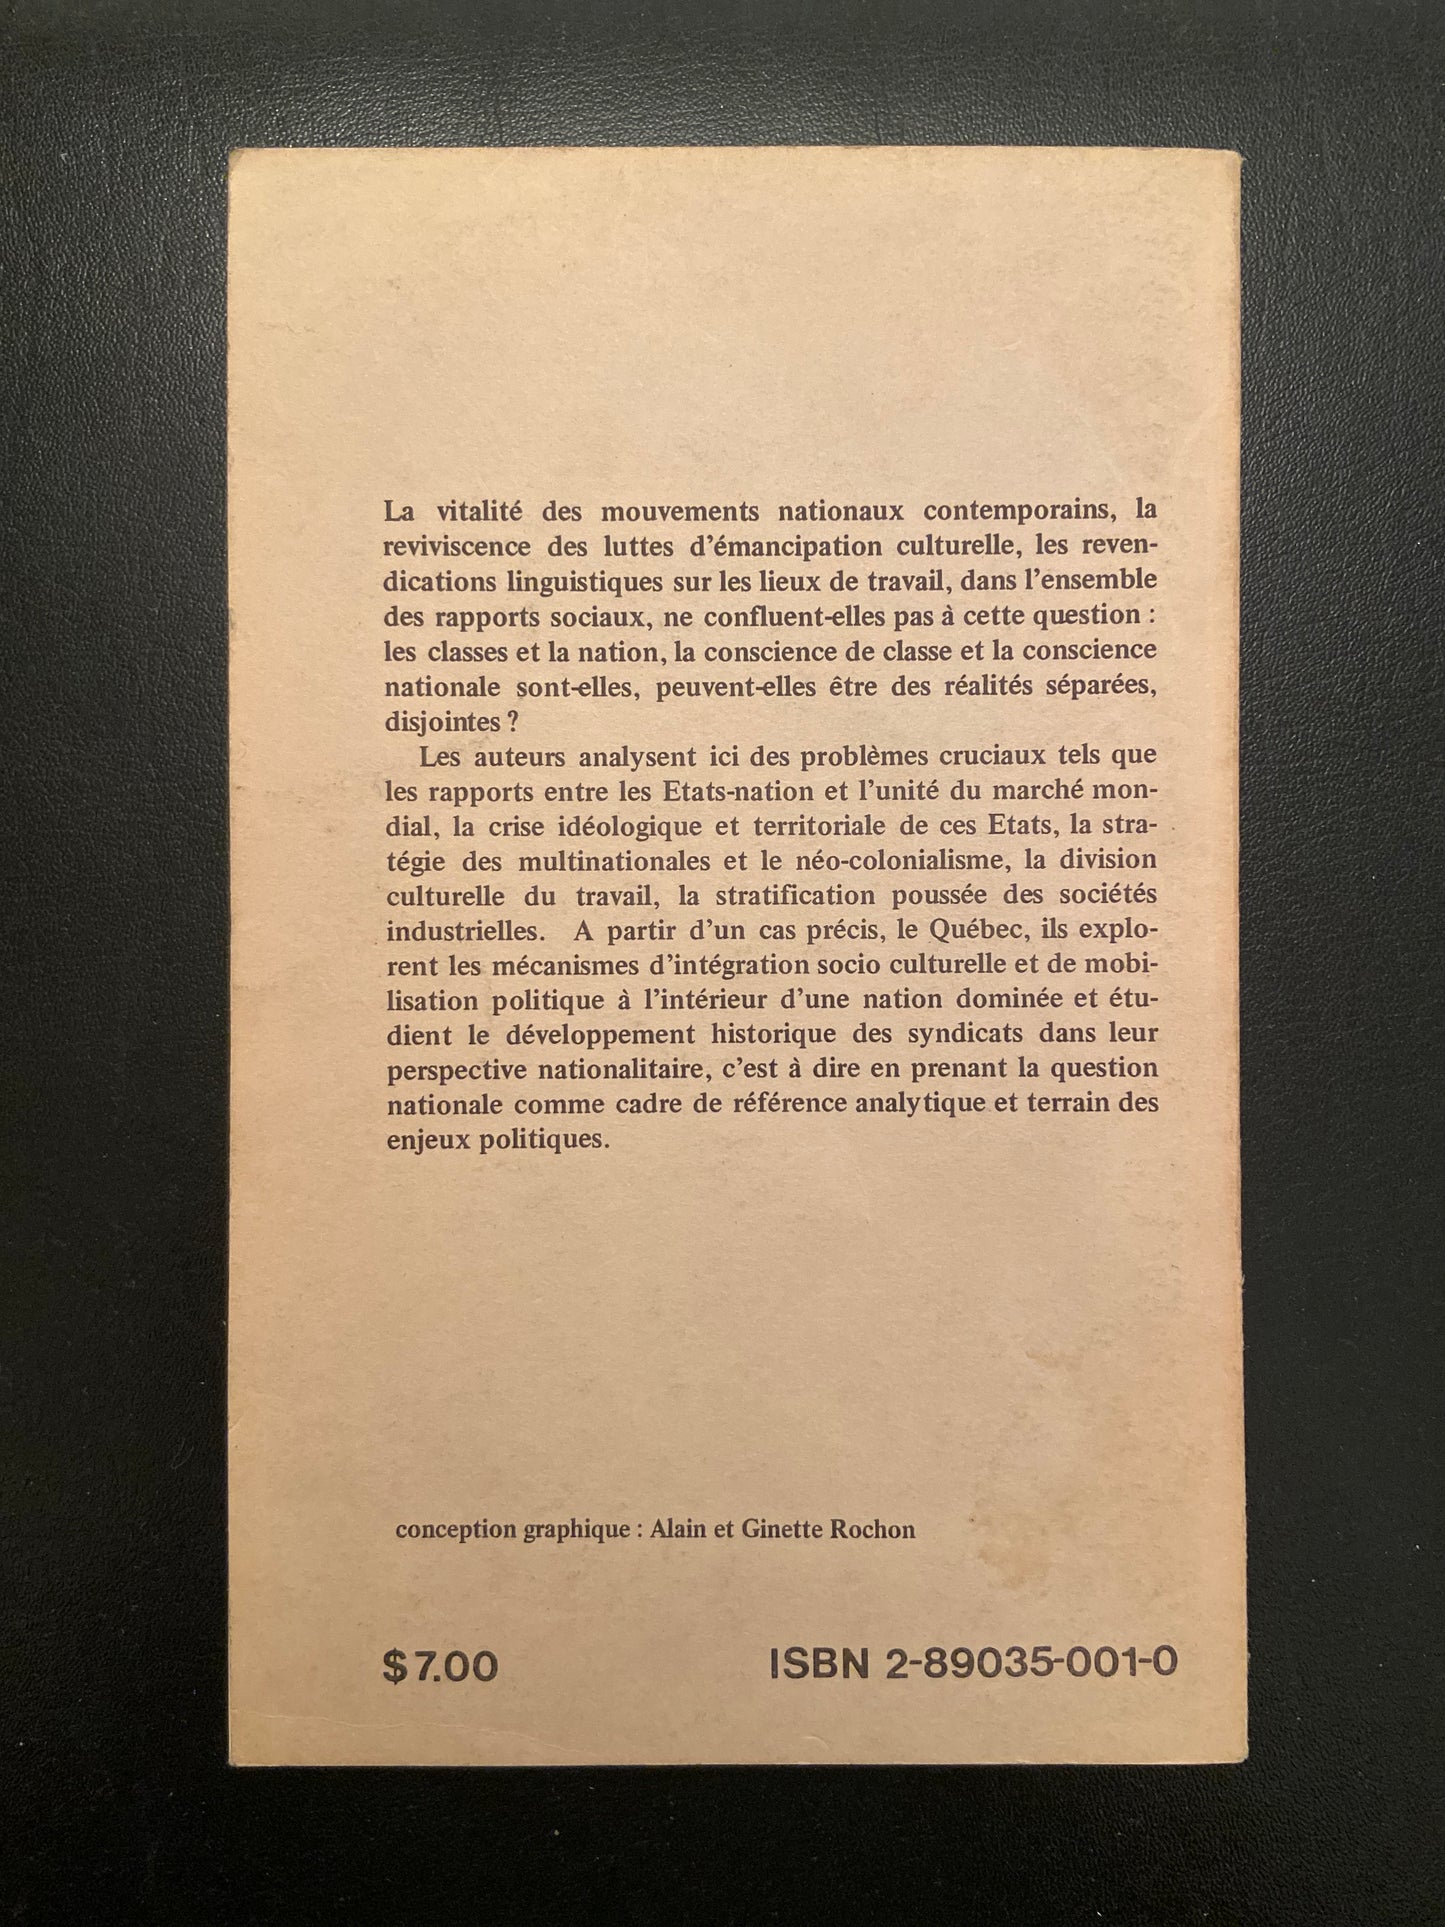 La vitalité des mouvements nationaux contemporains, la
reviviscence des luttes d'émancipation culturelle, les reven-
dications linguistiques sur les lieux de travail, dans l'ensemble
des rapports sociaux, ne confluent-elles pas à cette question :
les classes et la nation, la conscience de classe et la conscience
nationale sont-elles, peuvent-elles être des réalités séparées,
disjointes ?
Les auteurs analysent ici des problèmes cruciaux tels que
les rapports entre les Etats-nation et l'unité du marché mon-
dial, la crise idéologique et territoriale de ces Etats, la stra-
tégie des multinationales et le néo-colonialisme, la division
culturelle du travail, la stratification poussée des sociétés
industrielles. A partir d'un cas précis, le Québec, ils explo-
rent les mécanismes d'intégration socio culturelle et de mobi-
lisation politique à l'intérieur d'une nation dominée et étu-
dient le développement historique des syndicats dans leur
perspective nationalitaire, c'est à dire en prenant la question
nationale comme cadre de référence analytique et terrain des
enjeux politiques.
conception graphique : Alain et Ginette Rochon
$7.00 ISBN 2-89035-001-0